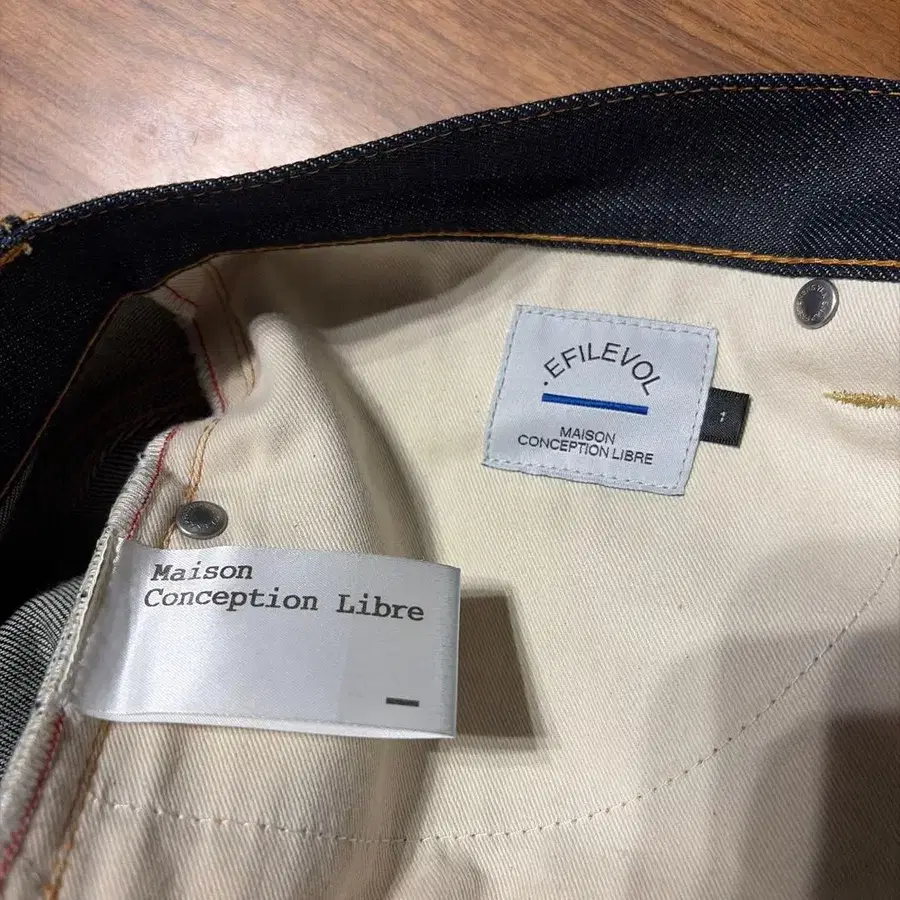 .EFILEVOL
MAISON
CONCEPTION LIBRE
1
Maison
Conception Libre